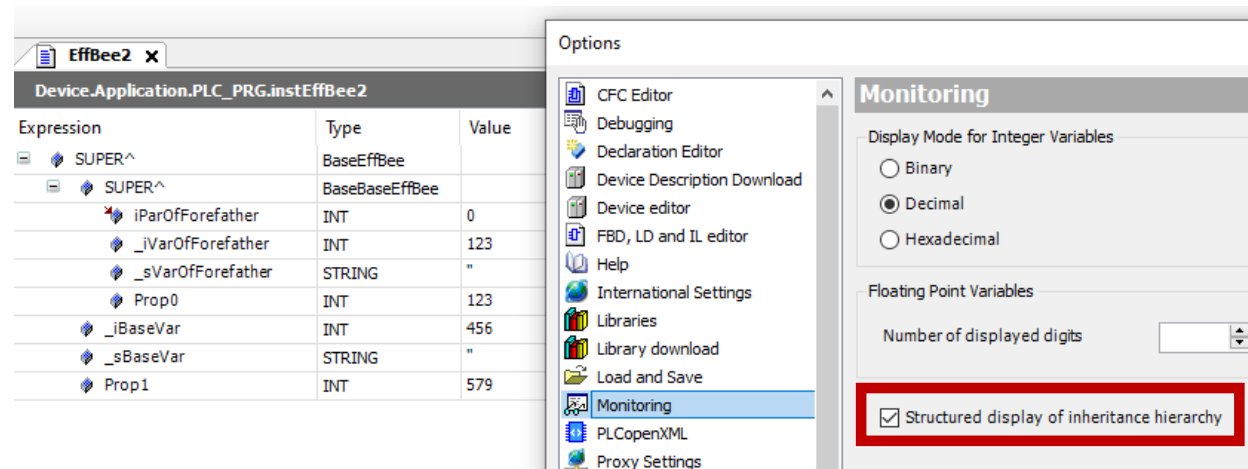 EffBee2 x
Device.Application.PLC_PRG.instEffBee2
Expression Type Value
SUPER^ BaseEffBee
SUPER^ BaseBaseEffBee
iParOfForefather INT 0
_iVarOfForefather INT 123
_sVarOfForefather STRING ''
Prop0 INT 123
_iBaseVar INT 456
_sBaseVar STRING ''
Prop1 INT 579
Options
CFC Editor
Debugging
Declaration Editor
Device Description Download
Device editor
FBD, LD and IL editor
Help
International Settings
Libraries
Library download
Load and Save
Monitoring
PLCopenXML
Proxy Settings
Monitoring
Display Mode for Integer Variables
Binary
Decimal
Hexadecimal
Floating Point Variables
Number of displayed digits
Structured display of inheritance hierarchy